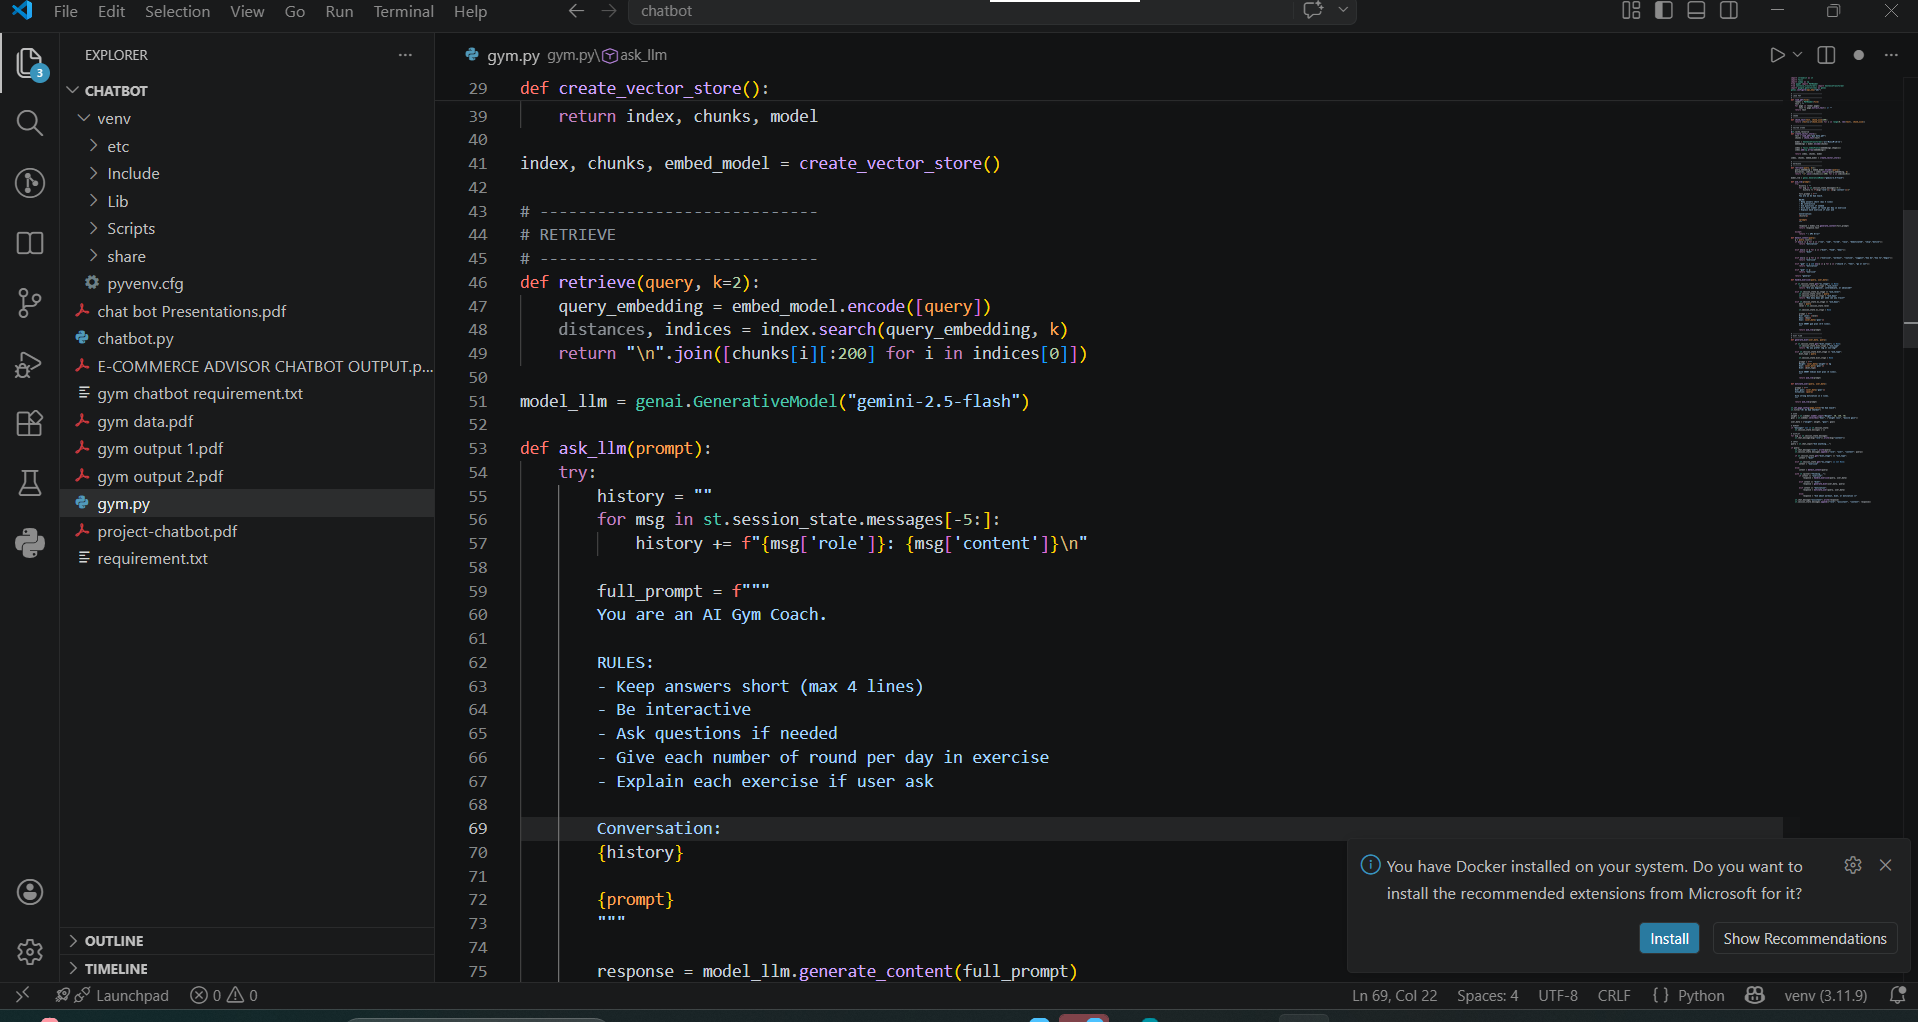 File Edit Selection View Go Run Terminal Help
chatbot
EXPLORER
3
CHATBOT
venv
etc
Include
Lib
Scripts
share
pyvenv.cfg
chat bot Presentations.pdf
chatbot.py
E-COMMERCE ADVISOR CHATBOT OUTPUT.p...
gym chatbot requirement.txt
gym data.pdf
gym output 1.pdf
gym output 2.pdf
gym.py
project-chatbot.pdf
requirement.txt
OUTLINE
TIMELINE
gym.py gym.py\ask_llm
29 def create_vector_store():
39 return index, chunks, model
40
41 index, chunks, embed_model = create_vector_store()
42
43 # -----------------------------
44 # RETRIEVE
45 # -----------------------------
46 def retrieve(query, k=2):
47 query_embedding = embed_model.encode([query])
48 distances, indices = index.search(query_embedding, k)
49 return "\n".join([chunks[i][:200] for i in indices[0]])
50
51 model_llm = genai.GenerativeModel("gemini-2.5-flash")
52
53 def ask_llm(prompt):
54 try:
55 history = ""
56 for msg in st.session_state.messages[-5:]:
57 history += f"{msg['role']}: {msg['content']}\n"
58
59 full_prompt = f"""
60 You are an AI Gym Coach.
61
62 RULES:
63 - Keep answers short (max 4 lines)
64 - Be interactive
65 - Ask questions if needed
66 - Give each number of round per day in exercise
67 - Explain each exercise if user ask
68
69 Conversation:
70 {history}
71
72 {prompt}
73 """
74
75 response = model_llm.generate_content(full_prompt)
You have Docker installed on your system. Do you want to
install the recommended extensions from Microsoft for it?
Install Show Recommendations
Launchpad 0 0 Ln 69, Col 22 Spaces: 4 UTF-8 CRLF {} Python venv (3.11.9)